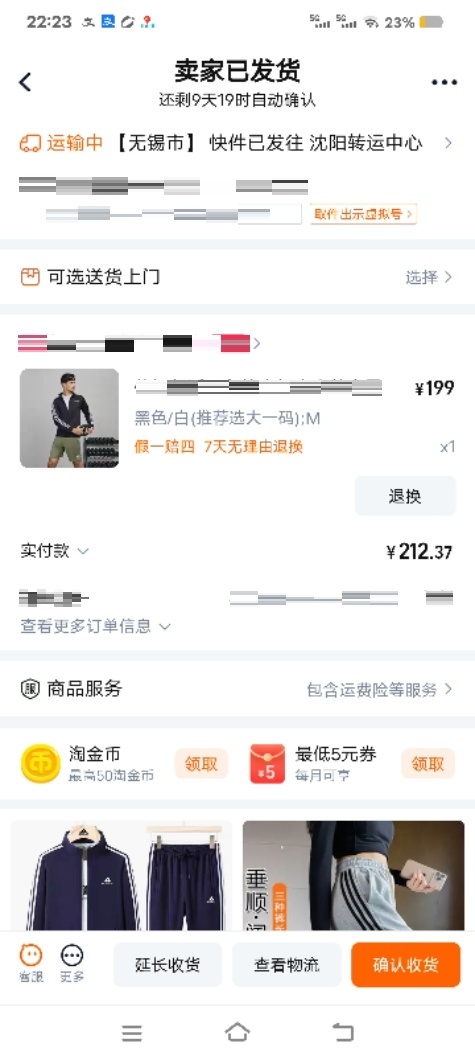 22:23
5G 5G 23%
卖家已发货
还剩9天19时自动确认
运输中 【无锡市】 快件已发往 沈阳转运中心
取件出示虚拟号
可选送货上门 选择
¥199
黑色/白(推荐选大一码);M
假一赔四 7天无理由退换 x1
退换
实付款 ¥212.37
查看更多订单信息
服 商品服务 包含运费险等服务
淘金币 领取
最高50淘金币
¥5 最低5元券 领取
每月可享
垂顺·
三种裤长
客服 更多 延长收货 查看物流 确认收货